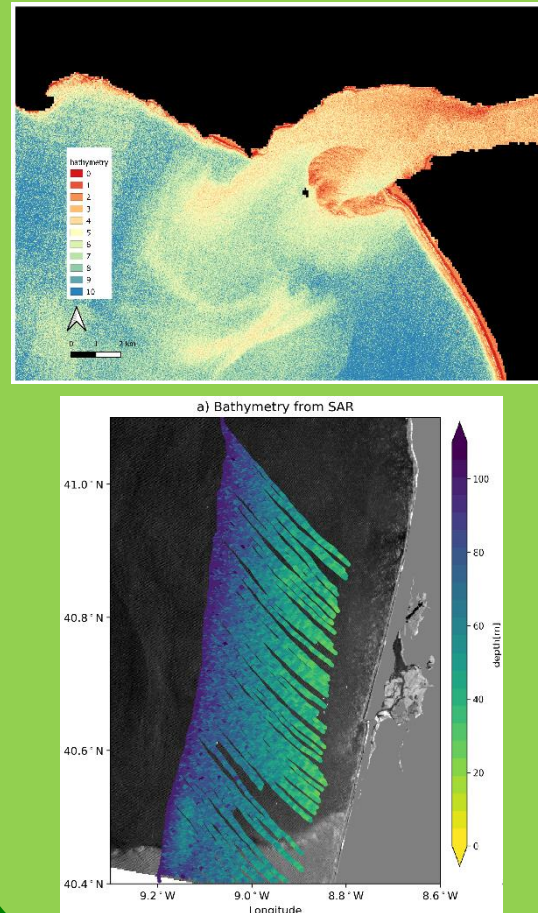 bathymetry
0
1
2
3
4
5
6
7
8
9
10
0 1 2 km
a) Bathymetry from SAR
41.0°N
40.8°N
40.6°N
40.4°N
9.2°W 9.0°W 8.8°W 8.6°W
Longitude
100
80
60
40
20
0
depth[m]